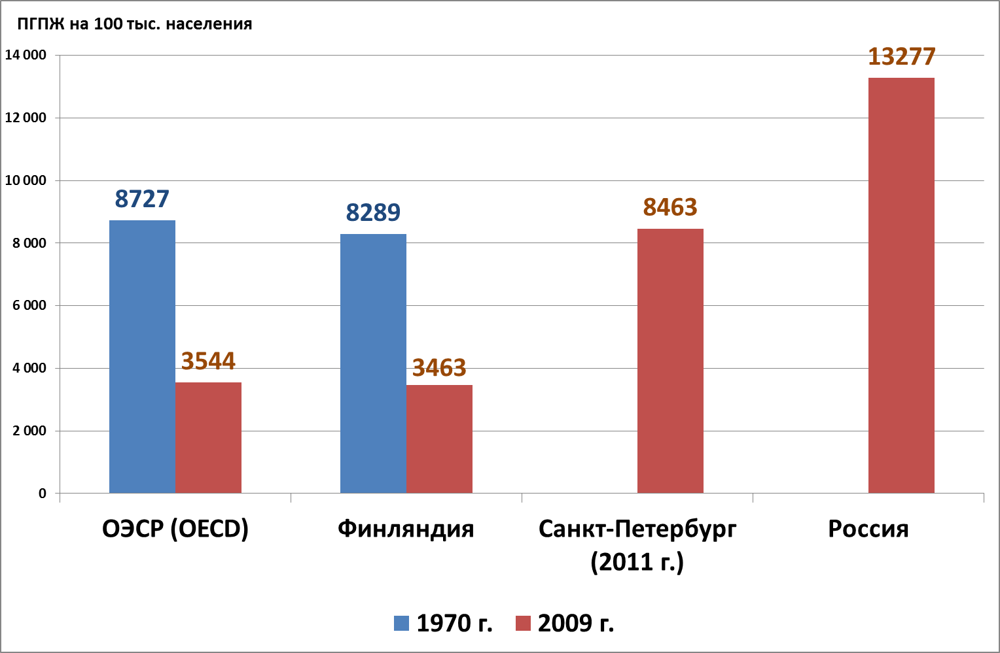 ПГПЖ на 100 тыс. населения
14 000
12 000
10 000
8 000
6 000
4 000
2 000
0
8727
3544
8289
3463
8463
13277
ОЭСР (OECD)
Финляндия
Санкт-Петербург
(2011 г.)
Россия
1970 г.
2009 г.